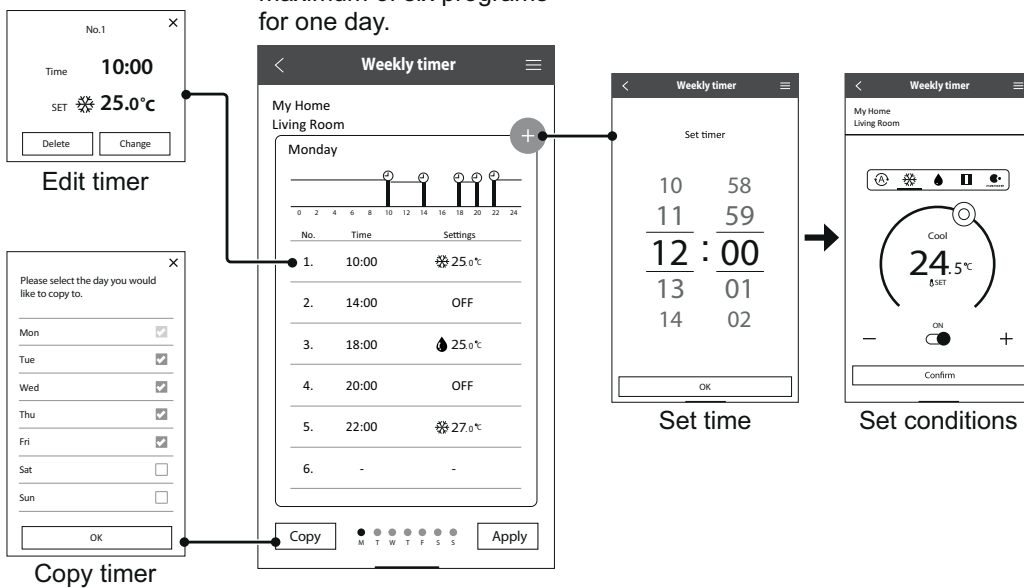 maximum of six programs
for one day.
No.1
Time 10:00
SET 25.0°C
Delete Change
Edit timer
Please select the day you would
like to copy to.
Mon
Tue
Wed
Thu
Fri
Sat
Sun
OK
Copy timer
Weekly timer
My Home
Living Room
Monday
0 2 4 6 8 10 12 14 16 18 20 22 24
No. Time Settings
1. 10:00 25.0°C
2. 14:00 OFF
3. 18:00 25.0°C
4. 20:00 OFF
5. 22:00 27.0°C
6. - -
Copy M T W T F S S Apply
Weekly timer
Set timer
10 58
11 59
12 : 00
13 01
14 02
OK
Set time
Weekly timer
My Home
Living Room
A
Cool
24.5°C
SET
ON
Confirm
Set conditions